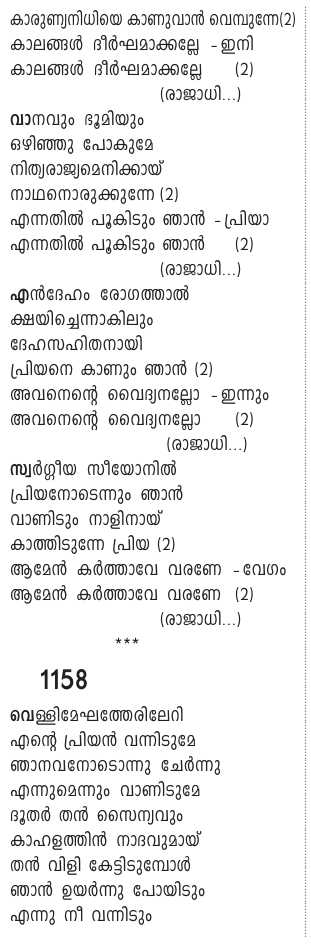 കാരുണ്യനിധിയെ കാണുവാൻ വെമ്പുന്നേ(2)
കാലങ്ങൾ ദീർഘമാക്കല്ലേ -ഇനി
കാലങ്ങൾ ദീർഘമാക്കല്ലേ (2)
(രാജാധി...)
വാനവും ഭൂമിയും
ഒഴിഞ്ഞു പോകുമേ
നിത്യരാജ്യമെനിക്കായ്
നാഥനൊരുക്കുന്നേ (2)
എന്നതിൽ പൂകിടും ഞാൻ -പ്രിയാ
എന്നതിൽ പൂകിടും ഞാൻ (2)
(രാജാധി...)
എൻദേഹം രോഗത്താൽ
ക്ഷയിച്ചെന്നാകിലും
ദേഹസഹിതനായി
പ്രിയനെ കാണും ഞാൻ (2)
അവനെന്റെ വൈദ്യനല്ലോ -ഇന്നും
അവനെന്റെ വൈദ്യനല്ലോ (2)
(രാജാധി...)
സ്വർഗ്ഗീയ സീയോനിൽ
പ്രിയനോടെന്നും ഞാൻ
വാണിടും നാളിനായ്
കാത്തിടുന്നേ പ്രിയ (2)
ആമേൻ കർത്താവേ വരണേ -വേഗം
ആമേൻ കർത്താവേ വരണേ (2)
(രാജാധി...)
***
1158
വെള്ളിമേഘത്തേരിലേറി
എന്റെ പ്രിയൻ വന്നിടുമേ
ഞാനവനോടൊന്നു ചേർന്നു
എന്നുമെന്നും വാണിടുമേ
ദൂതർ തൻ സൈന്യവും
കാഹളത്തിൻ നാദവുമായ്
തൻ വിളി കേട്ടിടുമ്പോൾ
ഞാൻ ഉയർന്നു പോയിടും
എന്നു നീ വന്നിടും